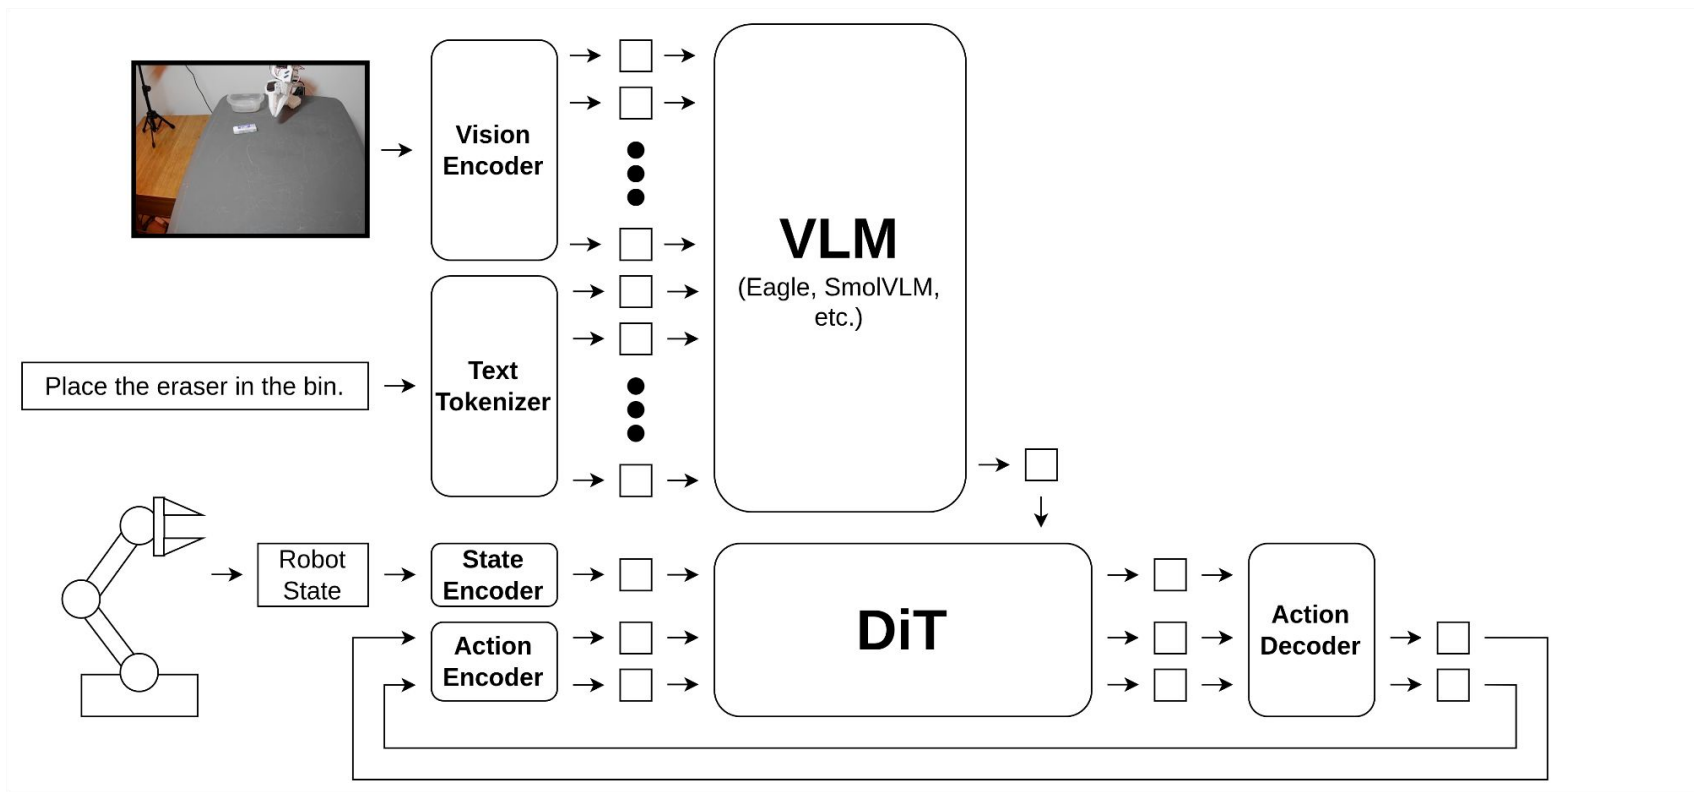 Vision
Encoder
VLM
(Eagle, SmolVLM,
etc.)
Place the eraser in the bin.
Text
Tokenizer
Robot
State
State
Encoder
Action
Encoder
DiT
Action
Decoder